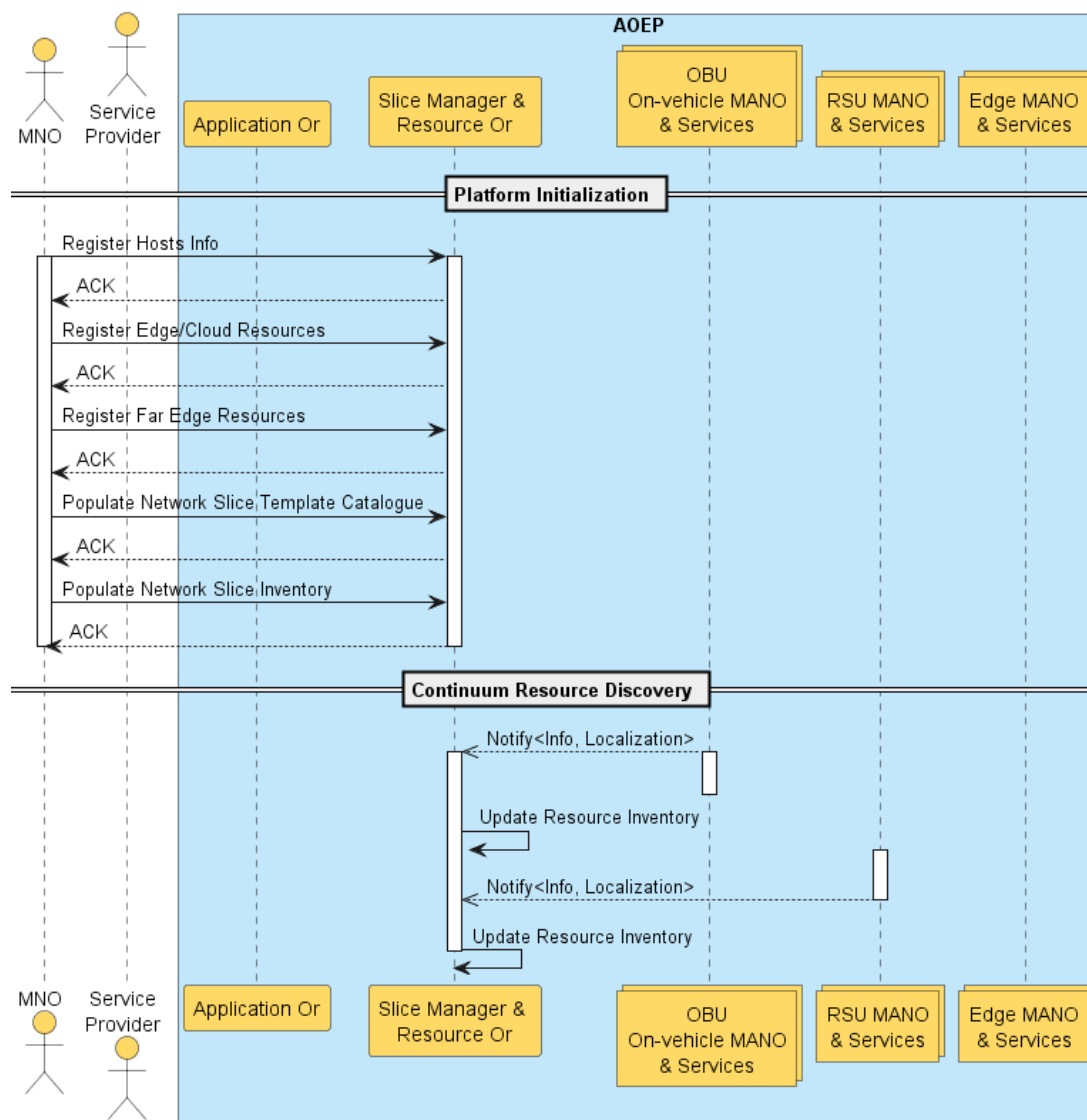 AOEP
MNO
Service
Provider
Application Or
Slice Manager &
Resource Or
OBU
On-vehicle MANO
& Services
RSU MANO
& Services
Edge MANO
& Services
Platform Initialization
Register Hosts Info
ACK
Register Edge/Cloud Resources
ACK
Register Far Edge Resources
ACK
Populate Network Slice Template Catalogue
ACK
Populate Network Slice Inventory
ACK
Continuum Resource Discovery
Notify<Info, Localization>
Update Resource Inventory
Notify<Info, Localization>
Update Resource Inventory
MNO
Service
Provider
Application Or
Slice Manager &
Resource Or
OBU
On-vehicle MANO
& Services
RSU MANO
& Services
Edge MANO
& Services